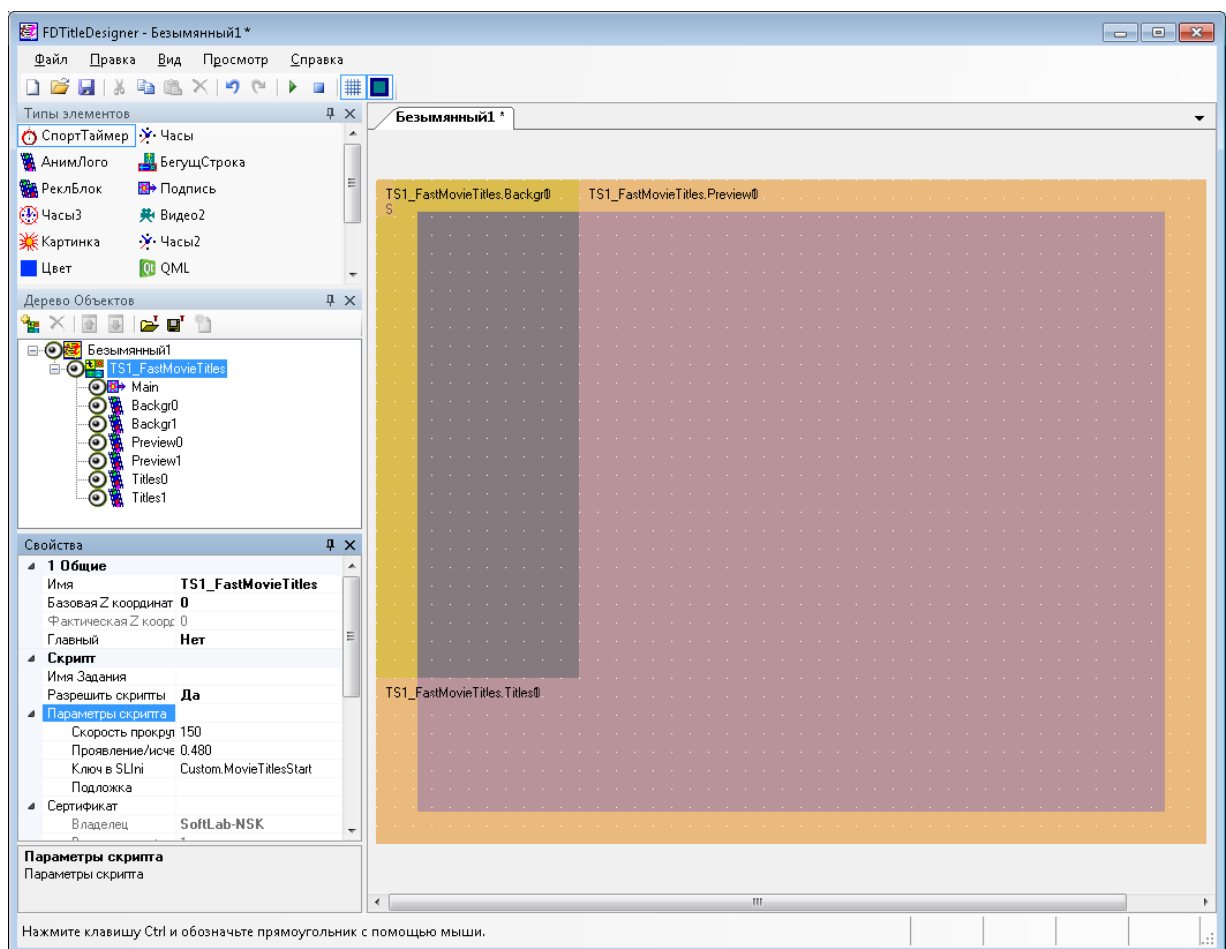 FDTitleDesigner - Безымянный1 *
Файл Правка Вид Просмотр Справка
Типы элементов
СпортТаймер Часы
АнимЛого БегущСтрока
РеклБлок Подпись
Часы3 Видео2
Картинка Часы2
Цвет QML
Дерево Объектов
Безымянный1
TS1_FastMovieTitles
Main
Backgr0
Backgr1
Preview0
Preview1
Titles0
Titles1
Свойства
1 Общие
Имя TS1_FastMovieTitles
Базовая Z координат 0
Фактическая Z коорд 0
Главный Нет
Скрипт
Имя Задания
Разрешить скрипты Да
Параметры скрипта
Скорость прокрут 150
Проявление/исче 0.480
Ключ в SLIni Custom.MovieTitlesStart
Подложка
Сертификат
Владелец SoftLab-NSK
Параметры скрипта
Параметры скрипта
Безымянный1 *
TS1_FastMovieTitles.Backgr0 TS1_FastMovieTitles.Preview0
S
TS1_FastMovieTitles.Titles0
Нажмите клавишу Ctrl и обозначьте прямоугольник с помощью мыши.